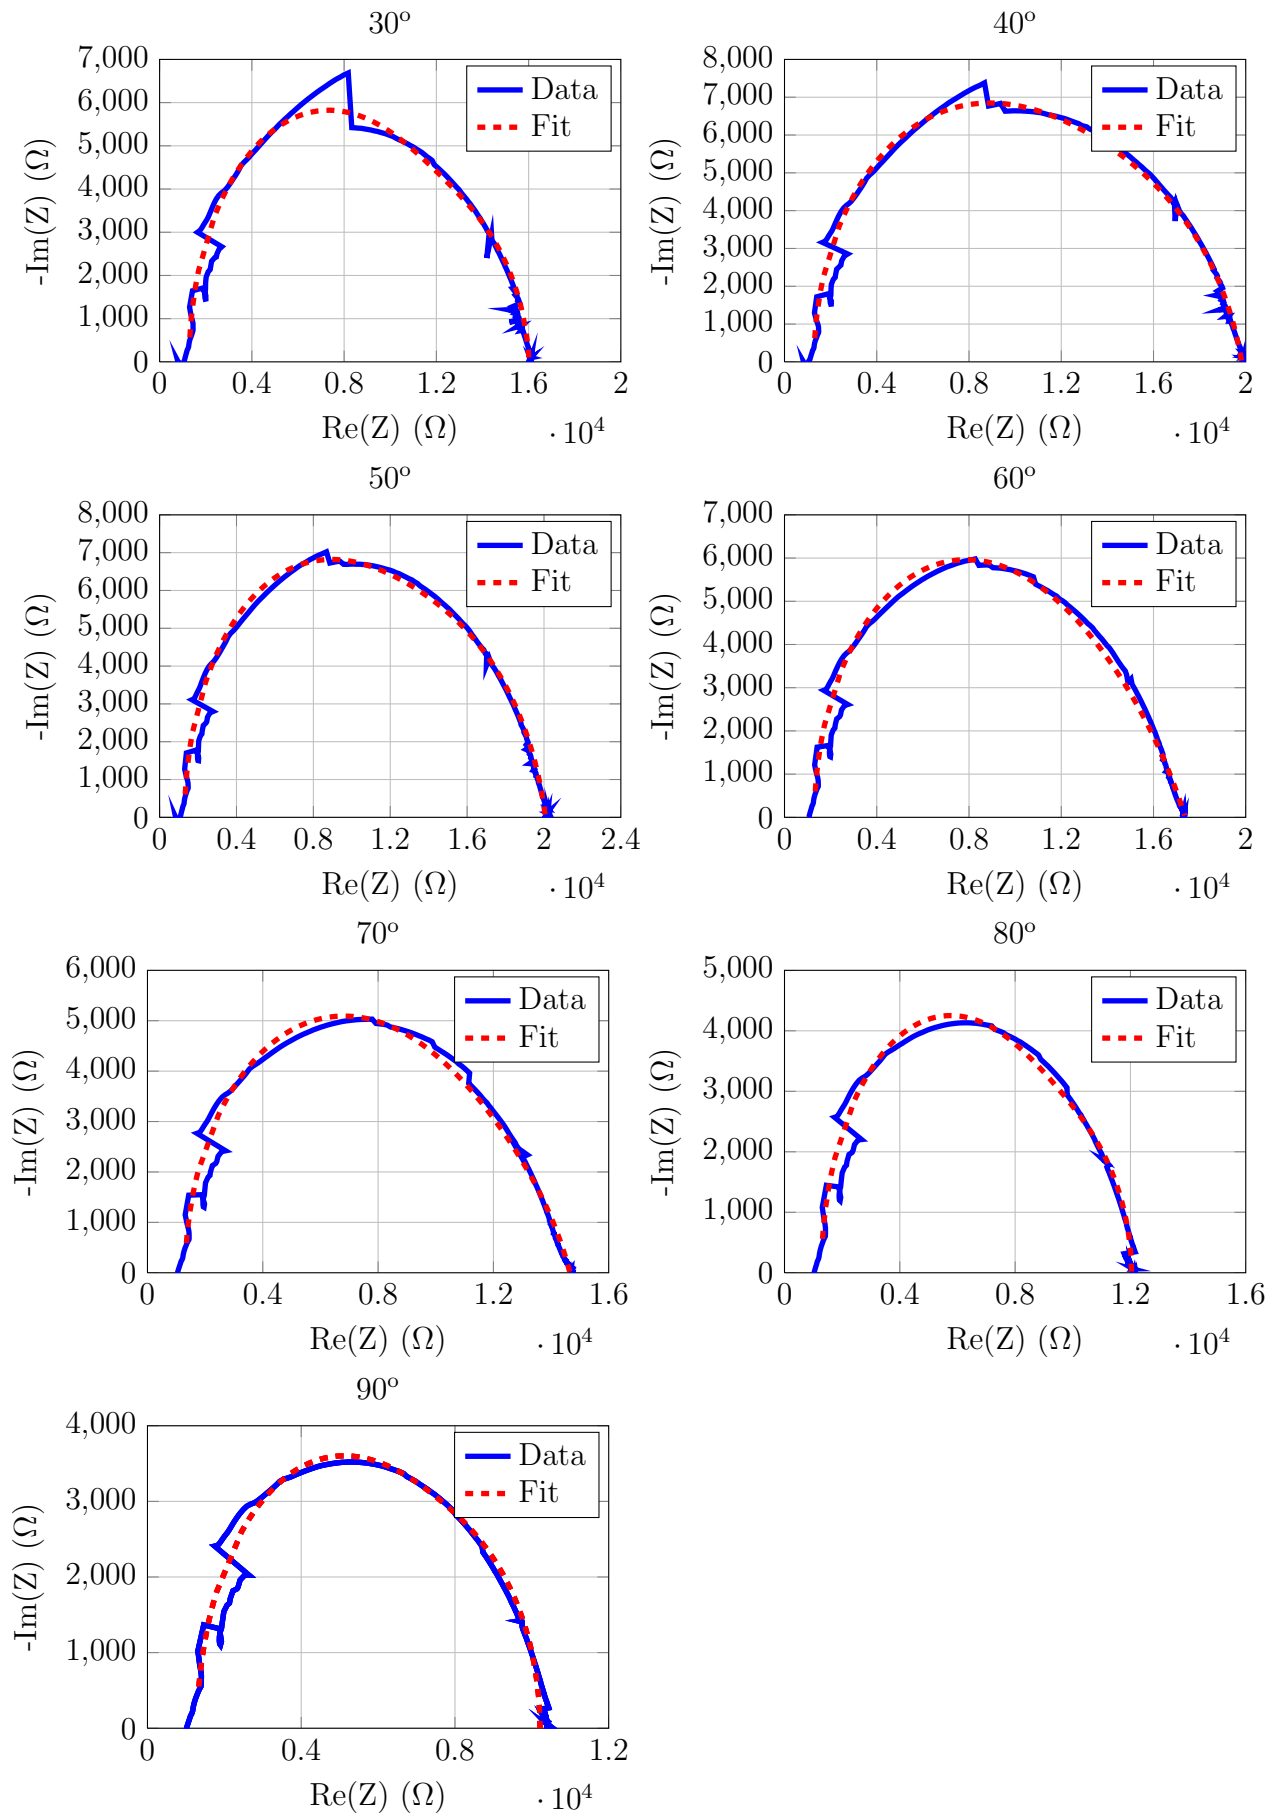 30º
7,000
6,000
5,000
4,000
3,000
2,000
1,000
0
-Im(Z) (Ω)
Data
Fit
0 0.4 0.8 1.2 1.6 2
Re(Z) (Ω)
· 10⁴
40º
8,000
7,000
6,000
5,000
4,000
3,000
2,000
1,000
0
-Im(Z) (Ω)
Data
Fit
0 0.4 0.8 1.2 1.6 2
Re(Z) (Ω)
· 10⁴
50º
8,000
7,000
6,000
5,000
4,000
3,000
2,000
1,000
0
-Im(Z) (Ω)
Data
Fit
0 0.4 0.8 1.2 1.6 2 2.4
Re(Z) (Ω)
· 10⁴
60º
7,000
6,000
5,000
4,000
3,000
2,000
1,000
0
-Im(Z) (Ω)
Data
Fit
0 0.4 0.8 1.2 1.6 2
Re(Z) (Ω)
· 10⁴
70º
6,000
5,000
4,000
3,000
2,000
1,000
0
-Im(Z) (Ω)
Data
Fit
0 0.4 0.8 1.2 1.6
Re(Z) (Ω)
· 10⁴
80º
5,000
4,000
3,000
2,000
1,000
0
-Im(Z) (Ω)
Data
Fit
0 0.4 0.8 1.2 1.6
Re(Z) (Ω)
· 10⁴
90º
4,000
3,000
2,000
1,000
0
-Im(Z) (Ω)
Data
Fit
0 0.4 0.8 1.2
Re(Z) (Ω)
· 10⁴